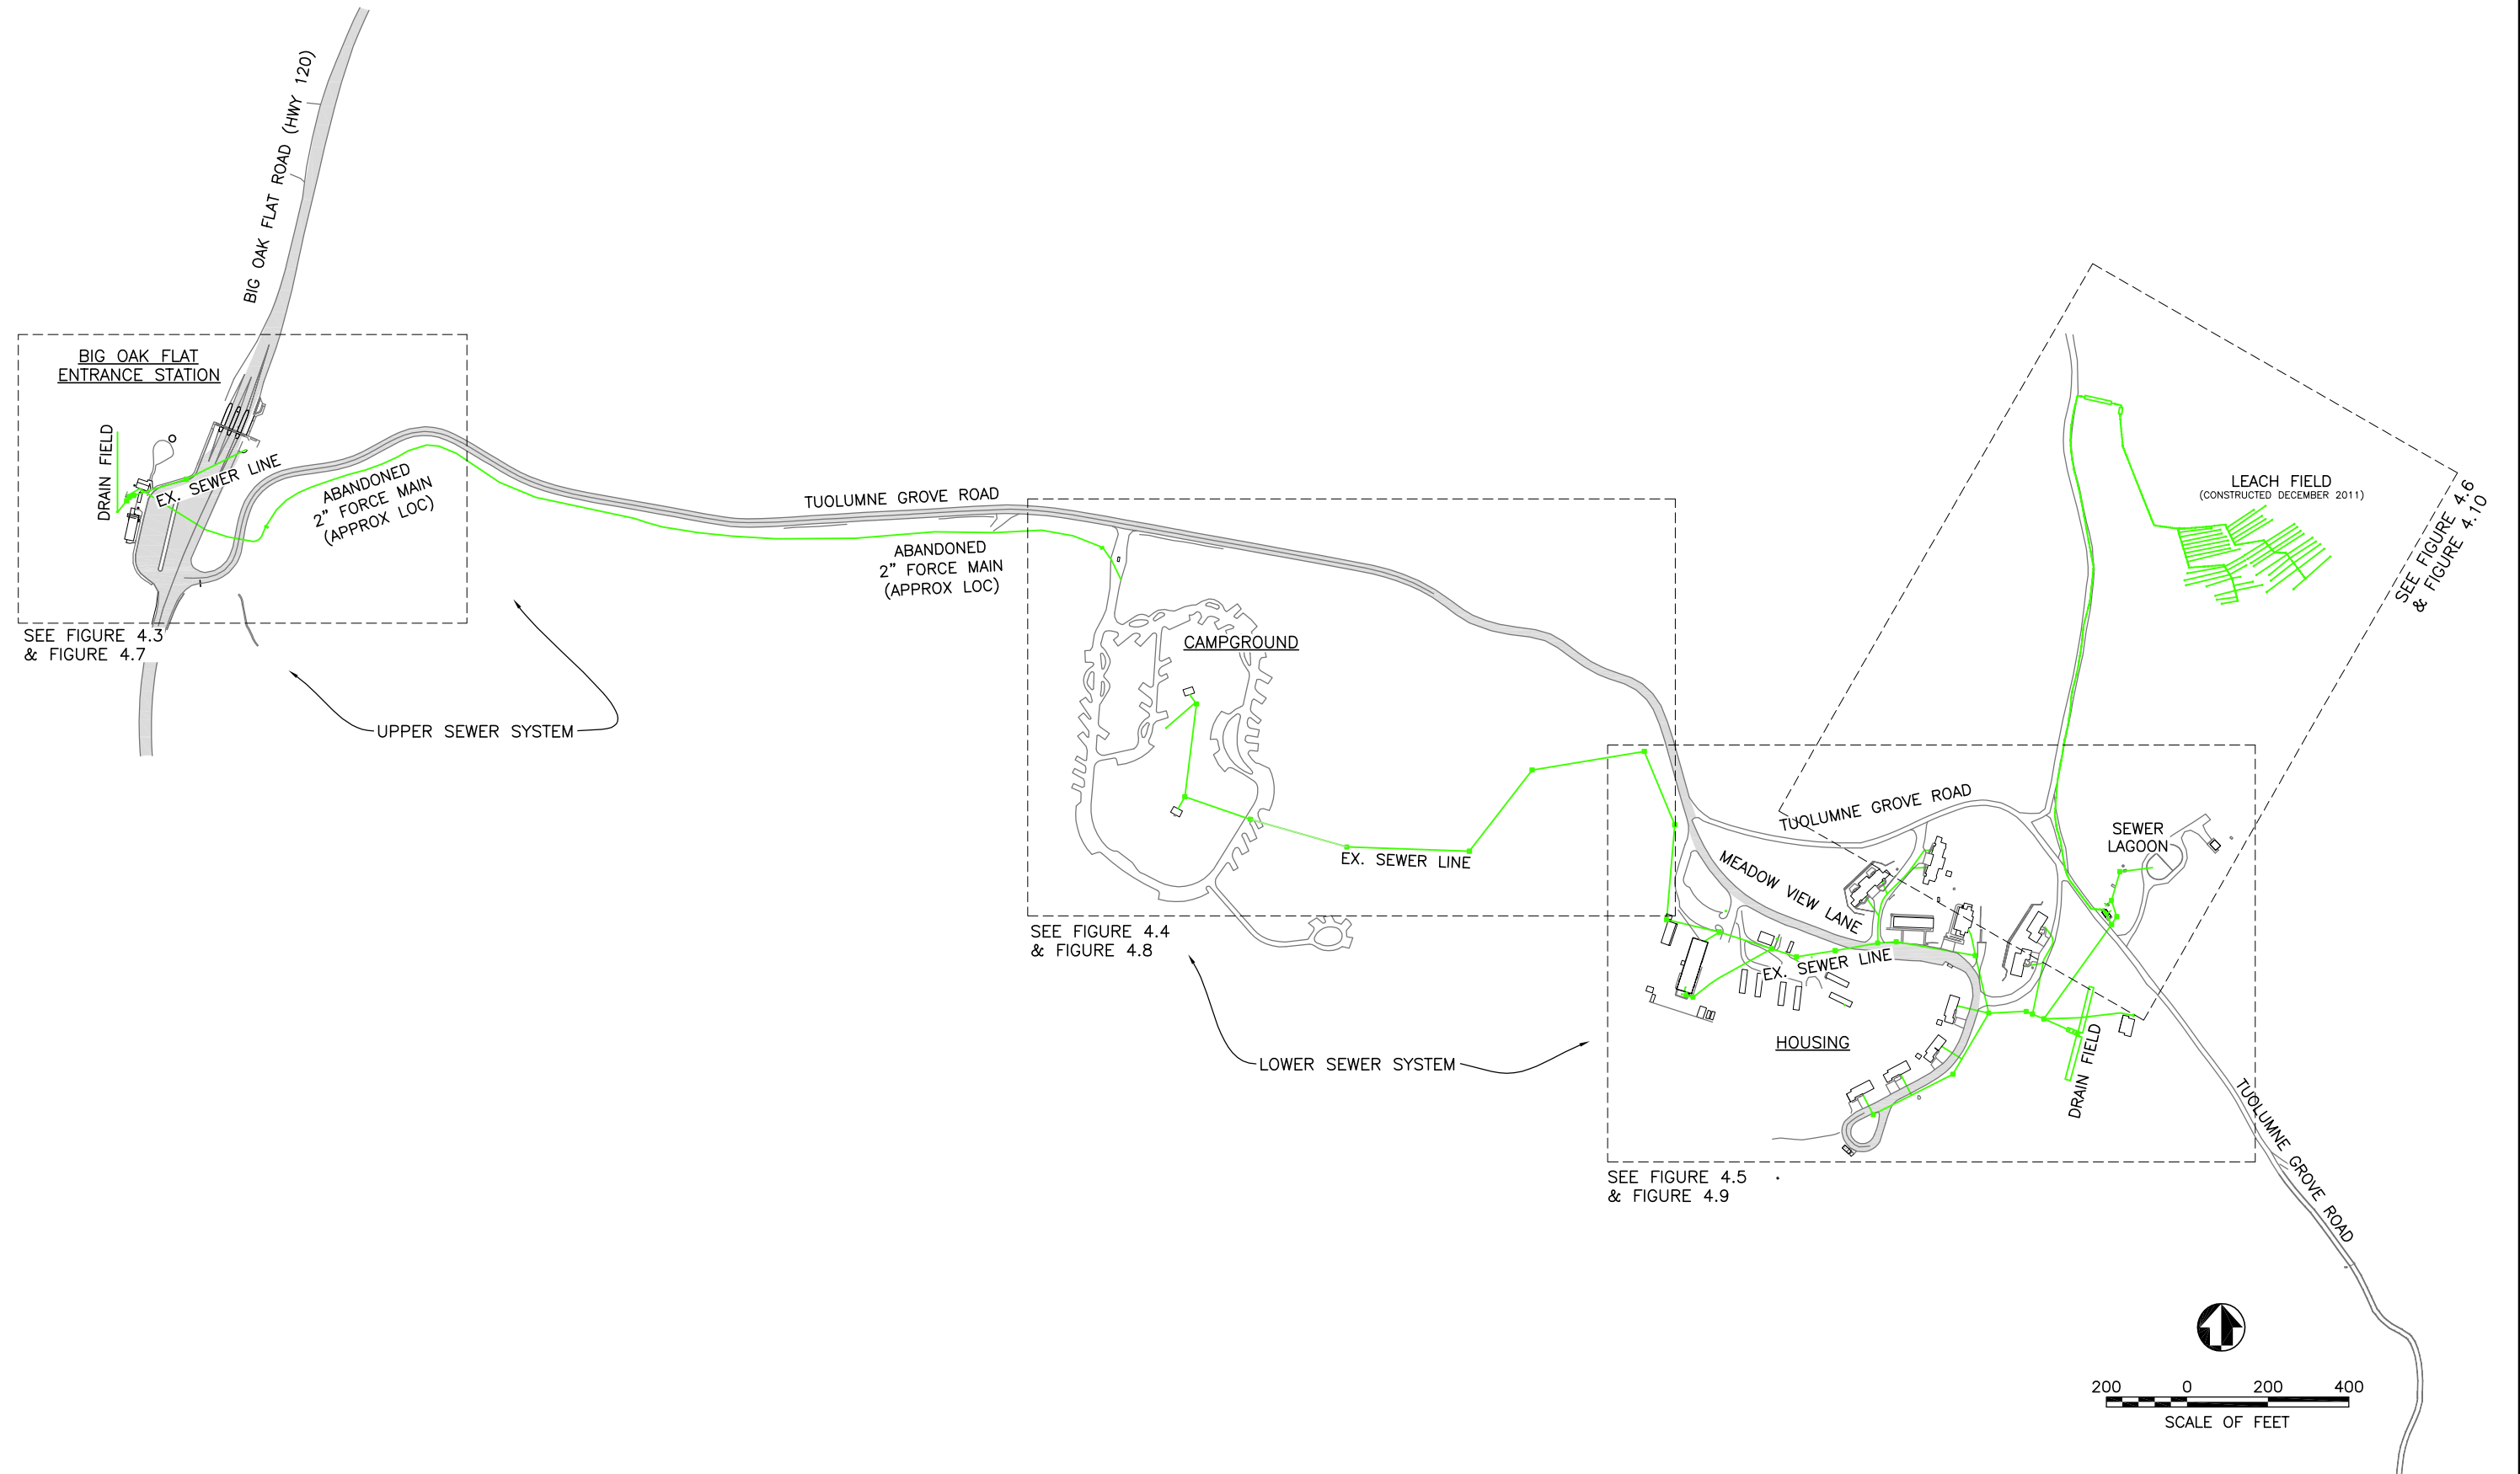 BIG OAK FLAT ROAD (HWY 120)
BIG OAK FLAT
ENTRANCE STATION
DRAIN FIELD
EX. SEWER LINE
ABANDONED
2" FORCE MAIN
(APPROX LOC)
SEE FIGURE 4.3
& FIGURE 4.7
UPPER SEWER SYSTEM
TUOLUMNE GROVE ROAD
ABANDONED
2" FORCE MAIN
(APPROX LOC)
CAMPGROUND
EX. SEWER LINE
SEE FIGURE 4.4
& FIGURE 4.8
LOWER SEWER SYSTEM
LEACH FIELD
(CONSTRUCTED DECEMBER 2011)
SEE FIGURE 4.6
& FIGURE 4.10
TUOLUMNE GROVE ROAD
MEADOW VIEW LANE
SEWER
LAGOON
EX. SEWER LINE
HOUSING
DRAIN FIELD
SEE FIGURE 4.5
& FIGURE 4.9
TUOLUMNE GROVE ROAD
200 0 200 400
SCALE OF FEET